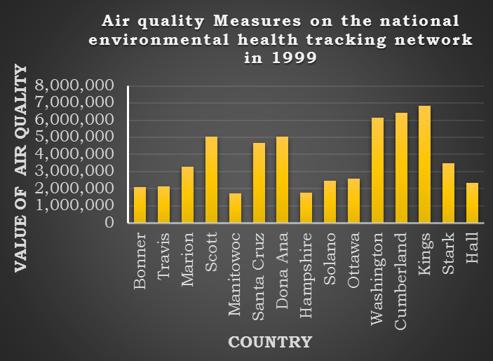 Air quality Measures on the national
environmental health tracking network
in 1999
VALUE OF AIR QUALITY
8,000,000
7,000,000
6,000,000
5,000,000
4,000,000
3,000,000
2,000,000
1,000,000
0
Bonner
Travis
Marion
Scott
Manitowoc
Santa Cruz
Dona Ana
Hampshire
Solano
Ottawa
Washington
Cumberland
Kings
Stark
Hall
COUNTRY